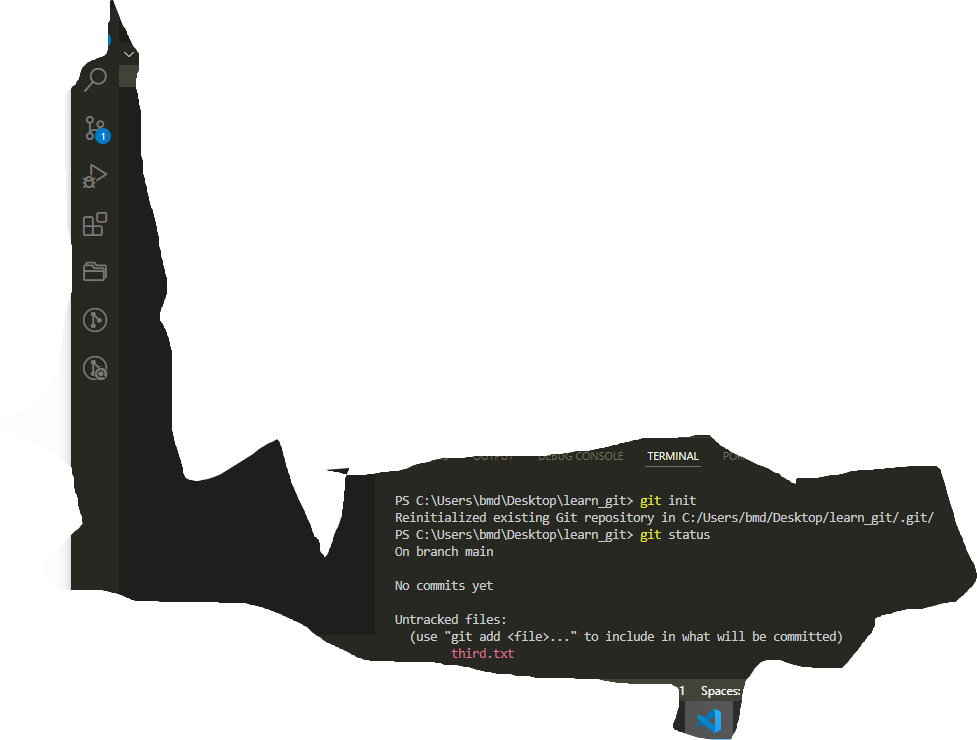 1
DEBUG CONSOLE TERMINAL
PS C:\Users\bmd\Desktop\learn_git> git init
Reinitialized existing Git repository in C:/Users/bmd/Desktop/learn_git/.git/
PS C:\Users\bmd\Desktop\learn_git> git status
On branch main
No commits yet
Untracked files:
(use "git add <file>..." to include in what will be committed)
third.txt
1 Spaces: